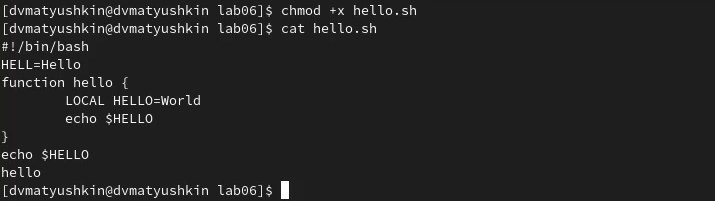 [dvmatyushkin@dvmatyushkin lab06]$ chmod +x hello.sh
[dvmatyushkin@dvmatyushkin lab06]$ cat hello.sh
#!/bin/bash
HELL=Hello
function hello {
        LOCAL HELLO=World
        echo $HELLO
}
echo $HELLO
hello
[dvmatyushkin@dvmatyushkin lab06]$